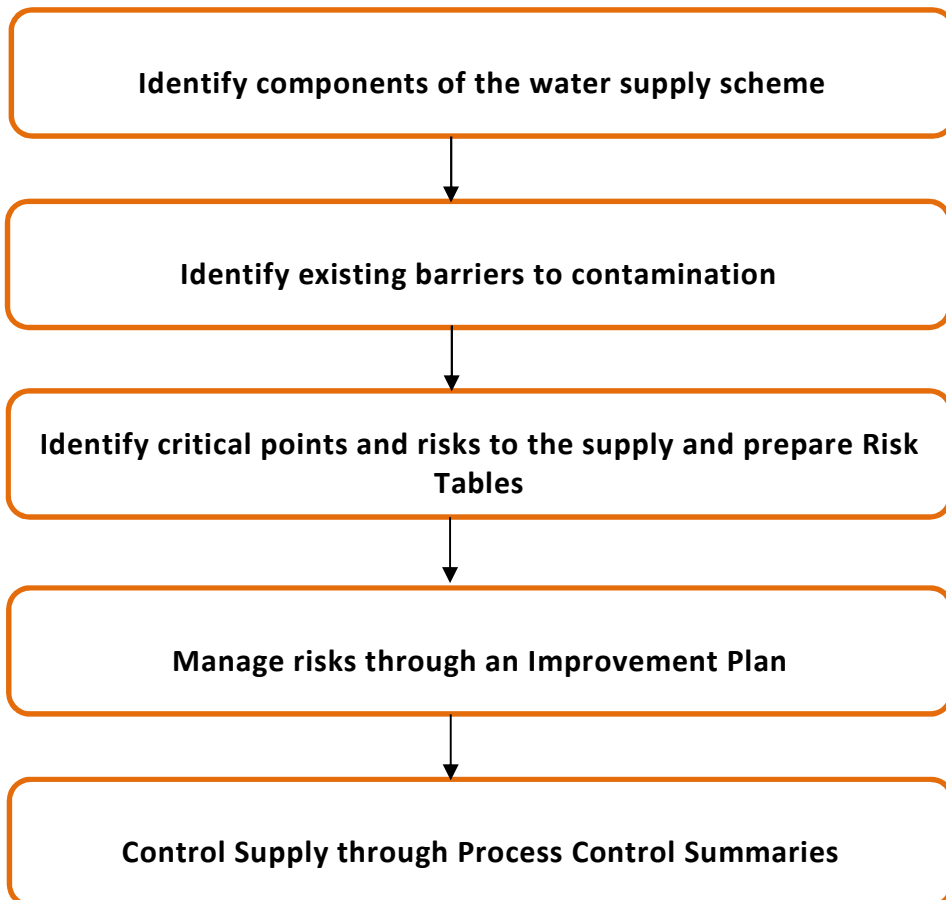 Identify components of the water supply scheme
Identify existing barriers to contamination
Identify critical points and risks to the supply and prepare Risk
Tables
Manage risks through an Improvement Plan
Control Supply through Process Control Summaries